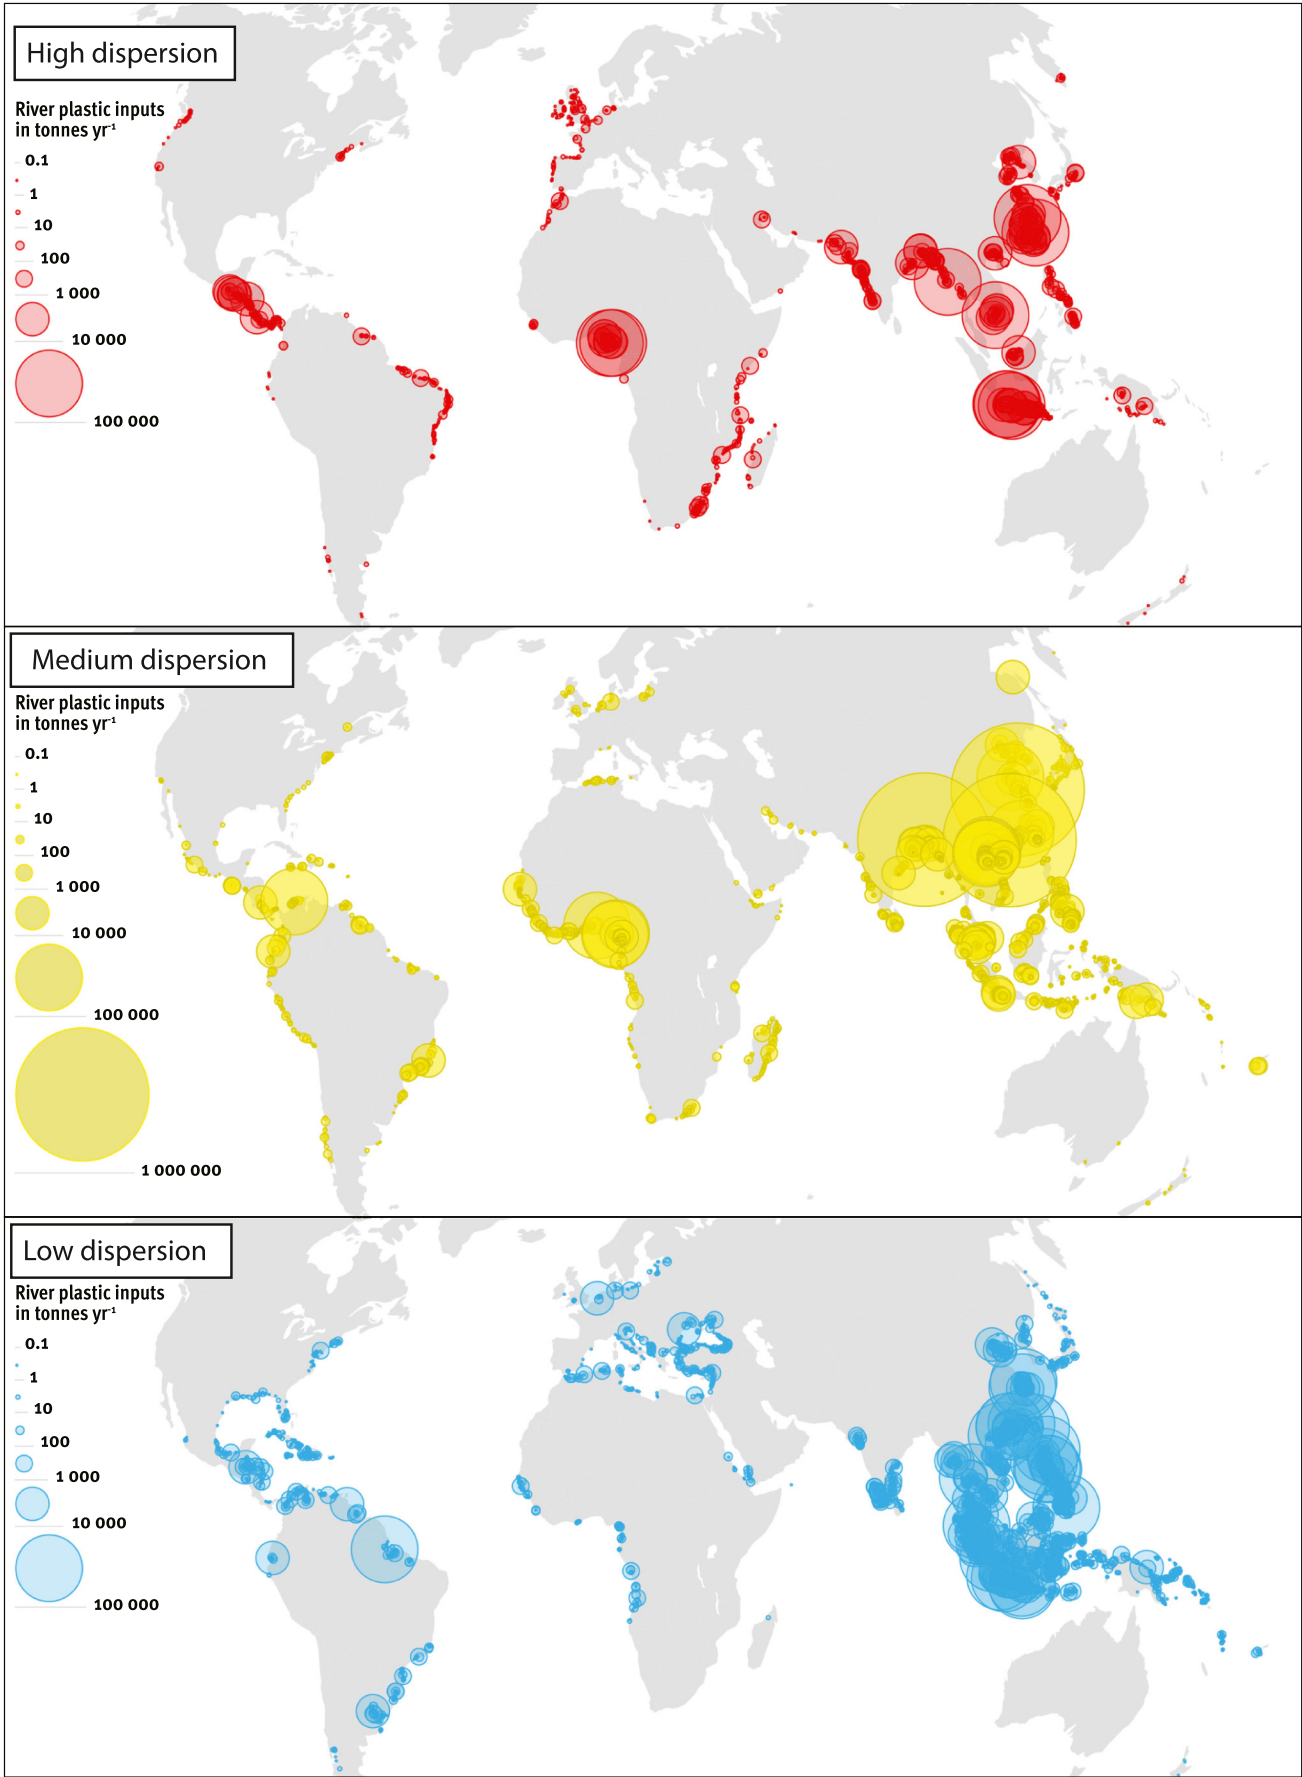 High dispersion
River plastic inputs
in tonnes yr⁻¹
0.1
1
10
100
1 000
10 000
100 000
Medium dispersion
River plastic inputs
in tonnes yr⁻¹
0.1
1
10
100
1 000
10 000
100 000
1 000 000
Low dispersion
River plastic inputs
in tonnes yr⁻¹
0.1
1
10
100
1 000
10 000
100 000